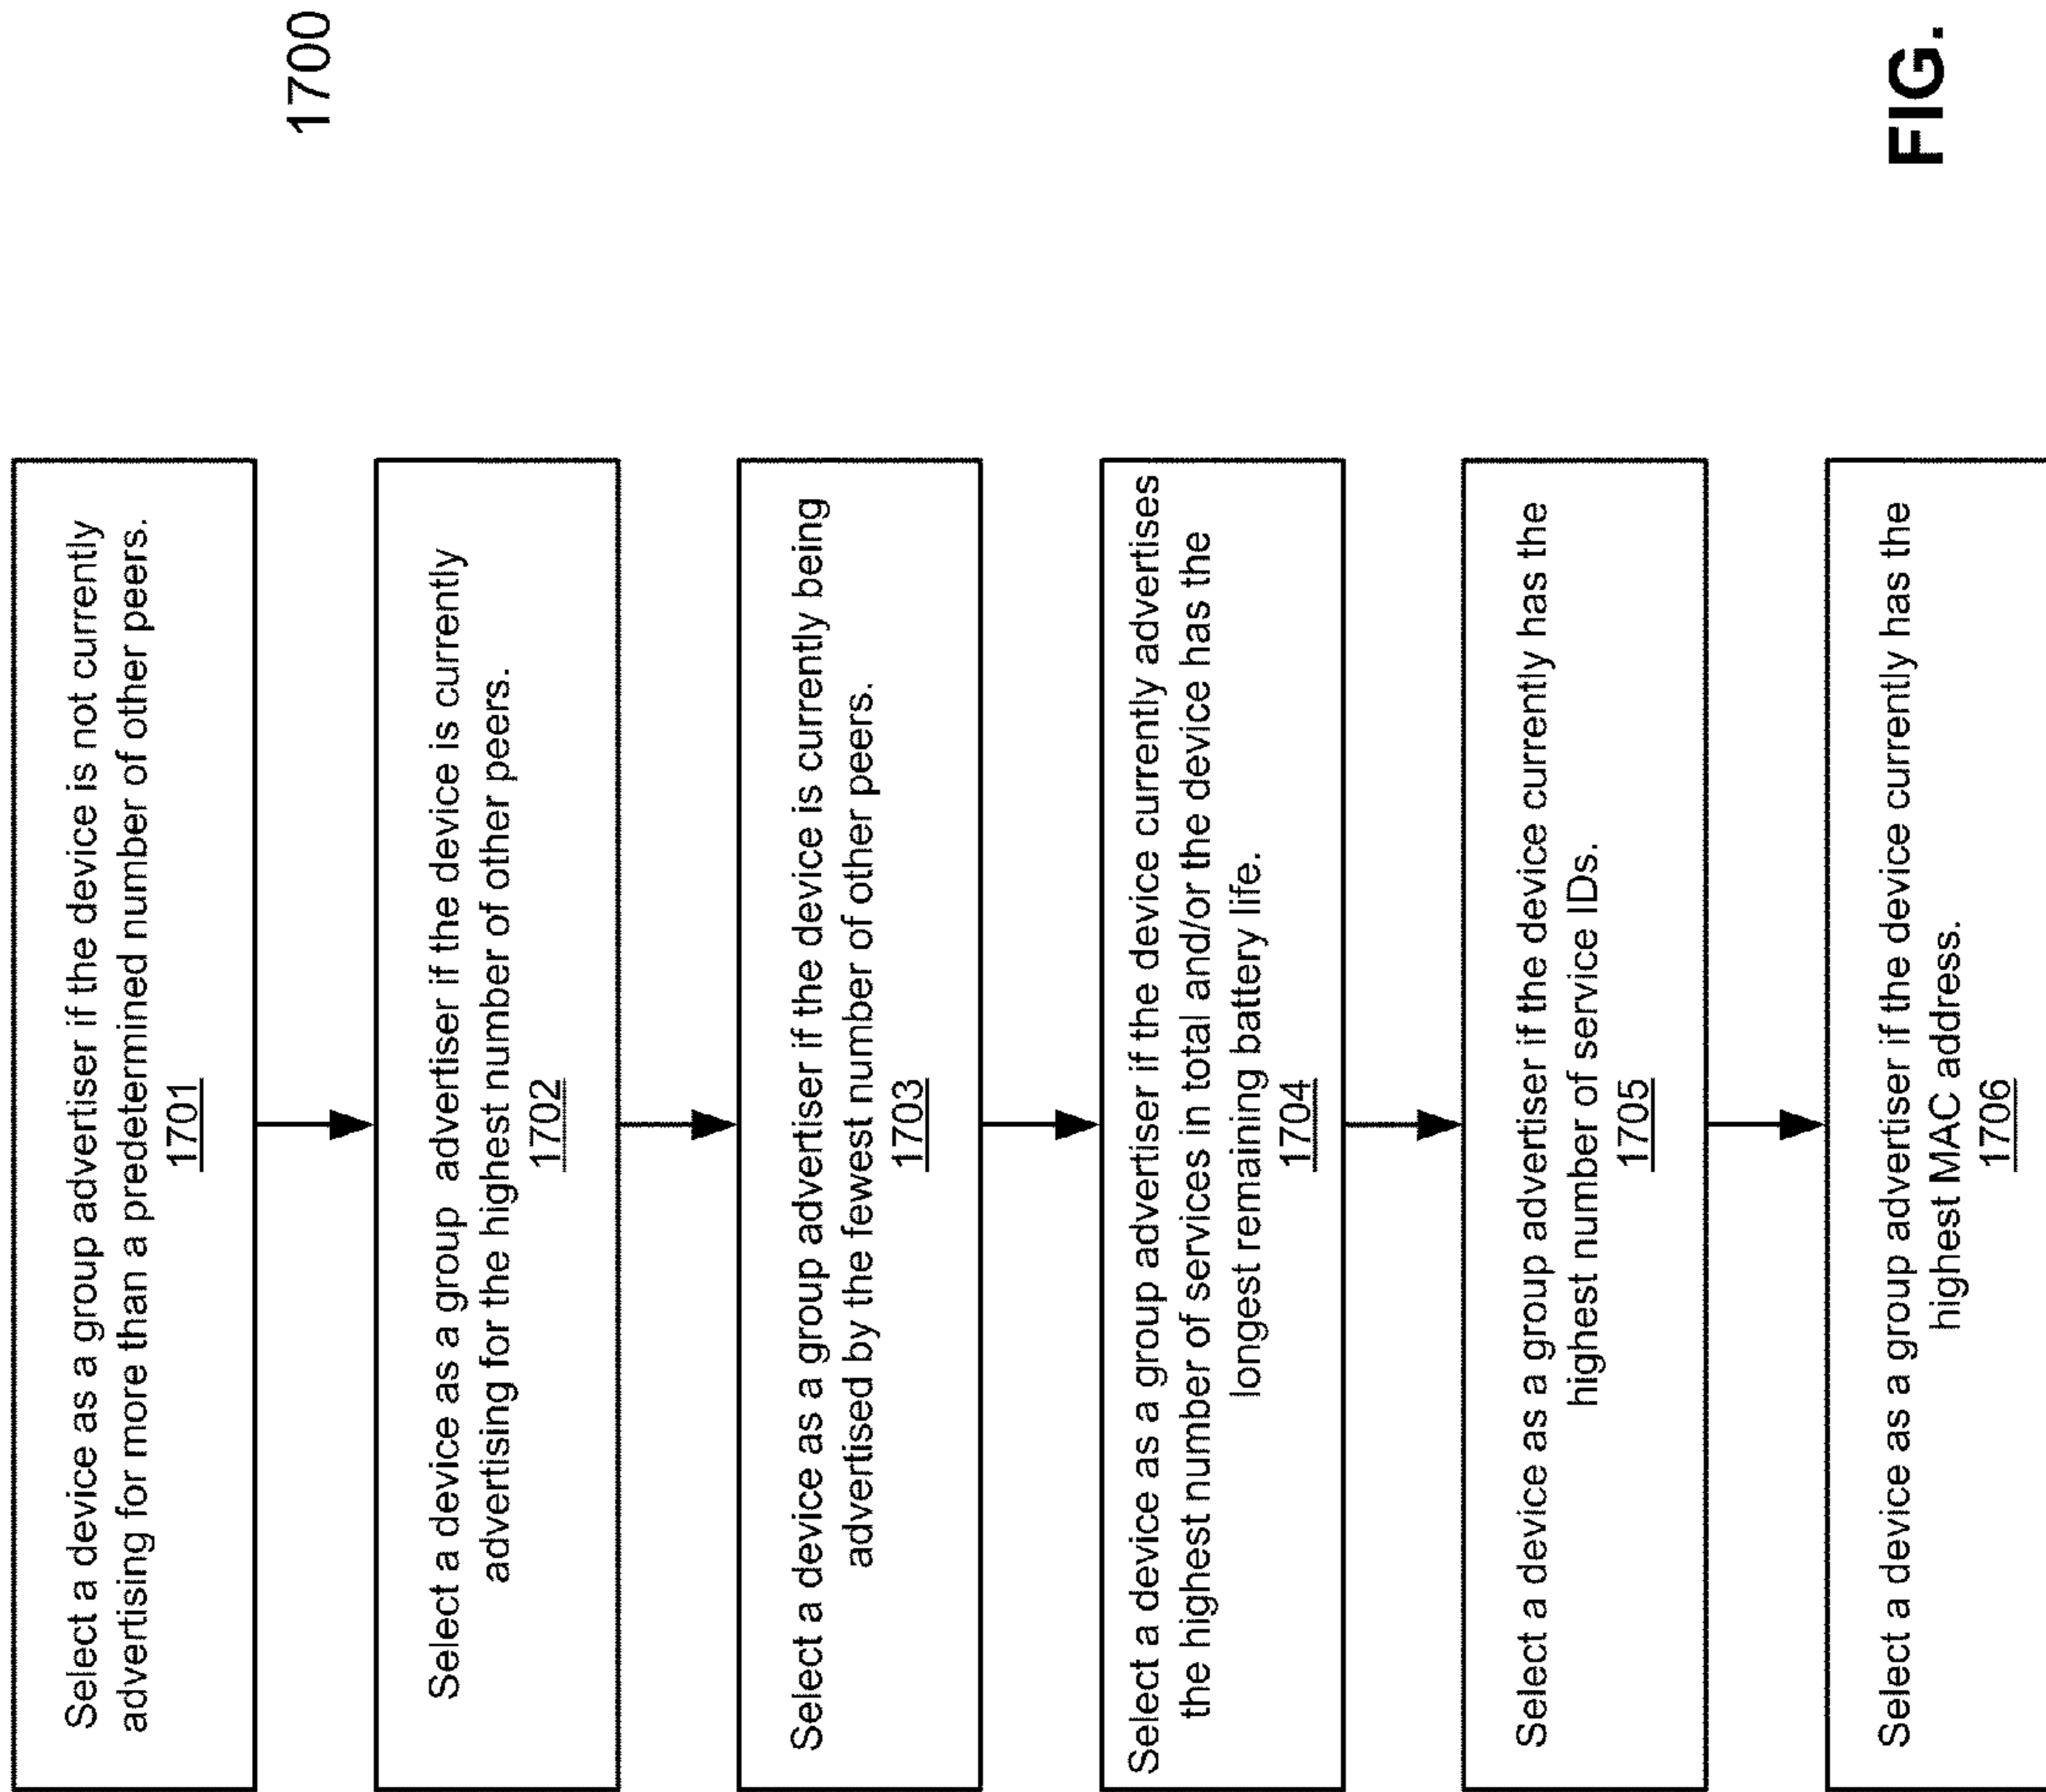 1700
Select a device as a group advertiser if the device is not currently
advertising for more than a predetermined number of other peers.
1701
Select a device as a group advertiser if the device is currently
advertising for the highest number of other peers.
1702
Select a device as a group advertiser if the device is currently being
advertised by the fewest number of other peers.
1703
Select a device as a group advertiser if the device currently advertises
the highest number of services in total and/or the device has the
longest remaining battery life.
1704
Select a device as a group advertiser if the device currently has the
highest number of service IDs.
1705
Select a device as a group advertiser if the device currently has the
highest MAC address.
1706
FIG.